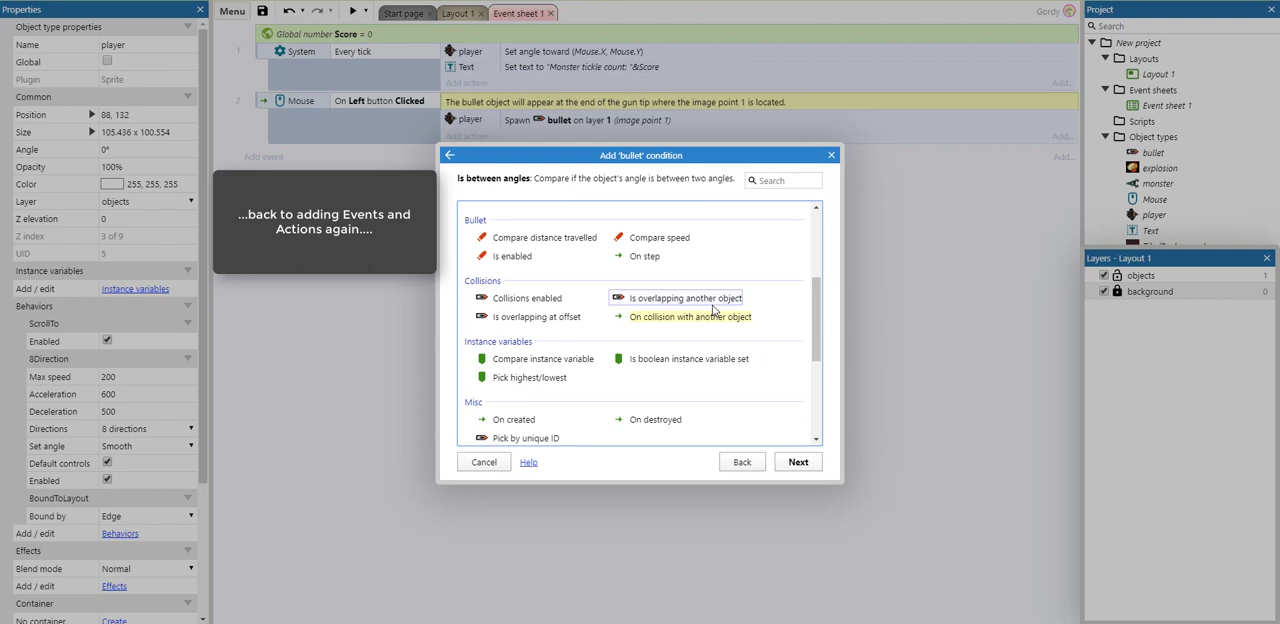 Properties
Object type properties
Name player
Global
Plugin Sprite
Common
Position 88, 132
Size 105.436 x 100.554
Angle 0°
Opacity 100%
Color 255, 255, 255
Layer objects
Z elevation 0
Z index 3 of 9
UID 5
Instance variables
Add / edit Instance variables
Behaviors
ScrollTo
Enabled
8Direction
Max speed 200
Acceleration 600
Deceleration 500
Directions 8 directions
Set angle Smooth
Default controls
Enabled
BoundToLayout
Bound by Edge
Add / edit Behaviors
Effects
Blend mode Normal
Add / edit Effects
Container
No container Create
Menu
Start page
Layout 1
Event sheet 1
Gordy
Global number Score = 0
1 System Every tick player Set angle toward (Mouse.X, Mouse.Y)
Text Set text to "Monster tickle count: "&Score
Add action Add...
2 Mouse On Left button Clicked The bullet object will appear at the end of the gun tip where the image point 1 is located.
player Spawn bullet on layer 1 (image point 1)
Add action Add...
Add event Add...
...back to adding Events and
Actions again....
Add 'bullet' condition
Is between angles: Compare if the object's angle is between two angles.
Search
Bullet
Compare distance travelled Compare speed
Is enabled On step
Collisions
Collisions enabled Is overlapping another object
Is overlapping at offset On collision with another object
Instance variables
Compare instance variable Is boolean instance variable set
Pick highest/lowest
Misc
On created On destroyed
Pick by unique ID
Cancel Help Back Next
Project
Search
New project
Layouts
Layout 1
Event sheets
Event sheet 1
Scripts
Object types
bullet
explosion
monster
Mouse
player
Text
Layers - Layout 1
objects 1
background 0